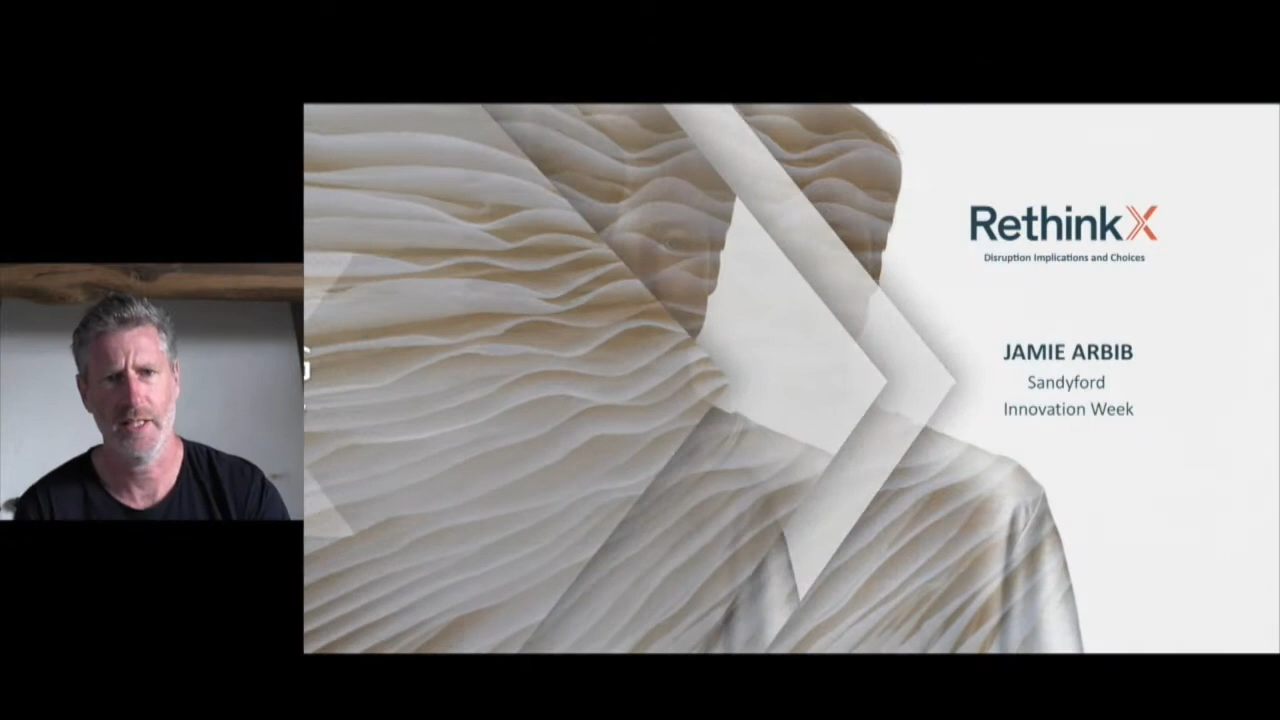 RethinkX
Disruption Implications and Choices
JAMIE ARBIB
Sandyford
Innovation Week